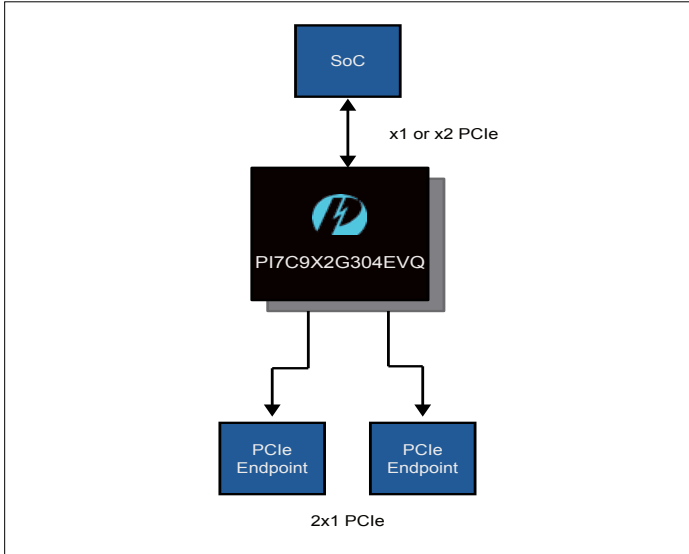 SoC
x1 or x2 PCIe
PI7C9X2G304EVQ
PCIe
Endpoint
PCIe
Endpoint
2x1 PCIe